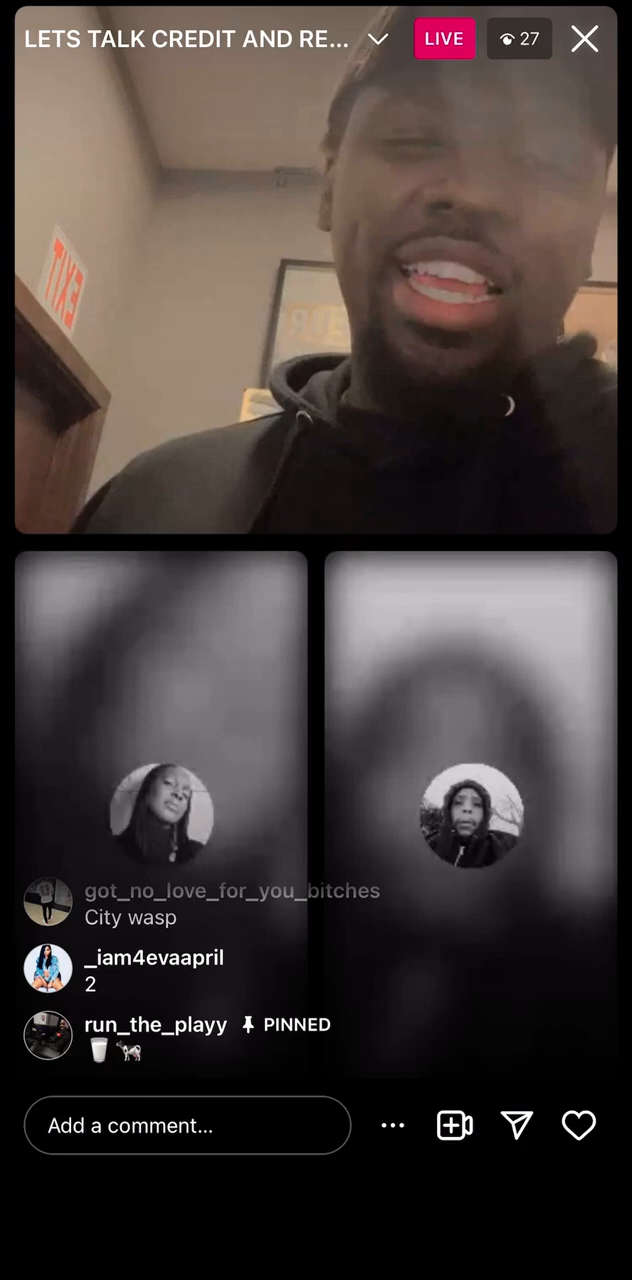 LETS TALK CREDIT AND RE...
LIVE
27
EXIT
got_no_love_for_you_bitches
City wasp
_iam4evaapril
2
run_the_playy PINNED
🥛🐄
Add a comment...